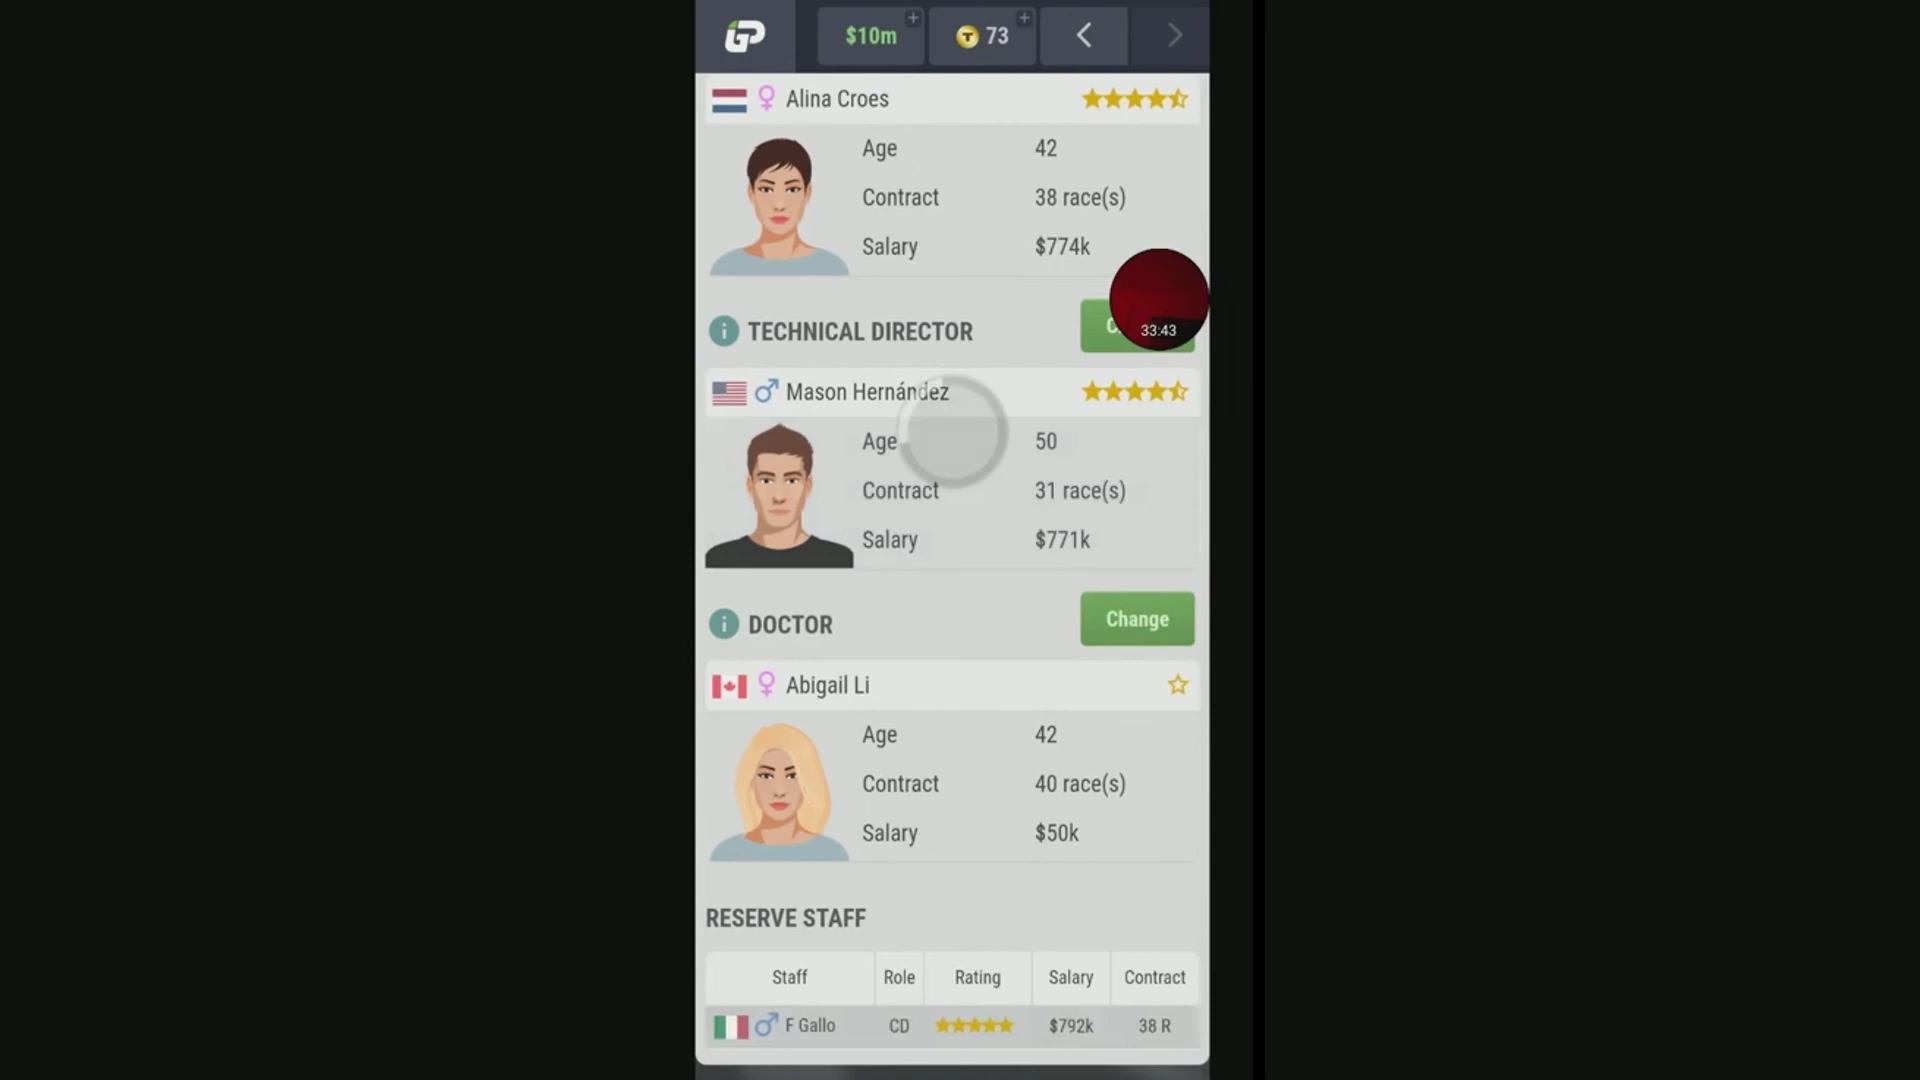 GP $10m + T 73 +
Alina Croes
Age 42
Contract 38 race(s)
Salary $774k
i TECHNICAL DIRECTOR C
33:43
Mason Hernández
Age 50
Contract 31 race(s)
Salary $771k
i DOCTOR Change
Abigail Li
Age 42
Contract 40 race(s)
Salary $50k
RESERVE STAFF
Staff Role Rating Salary Contract
F Gallo CD $792k 38 R